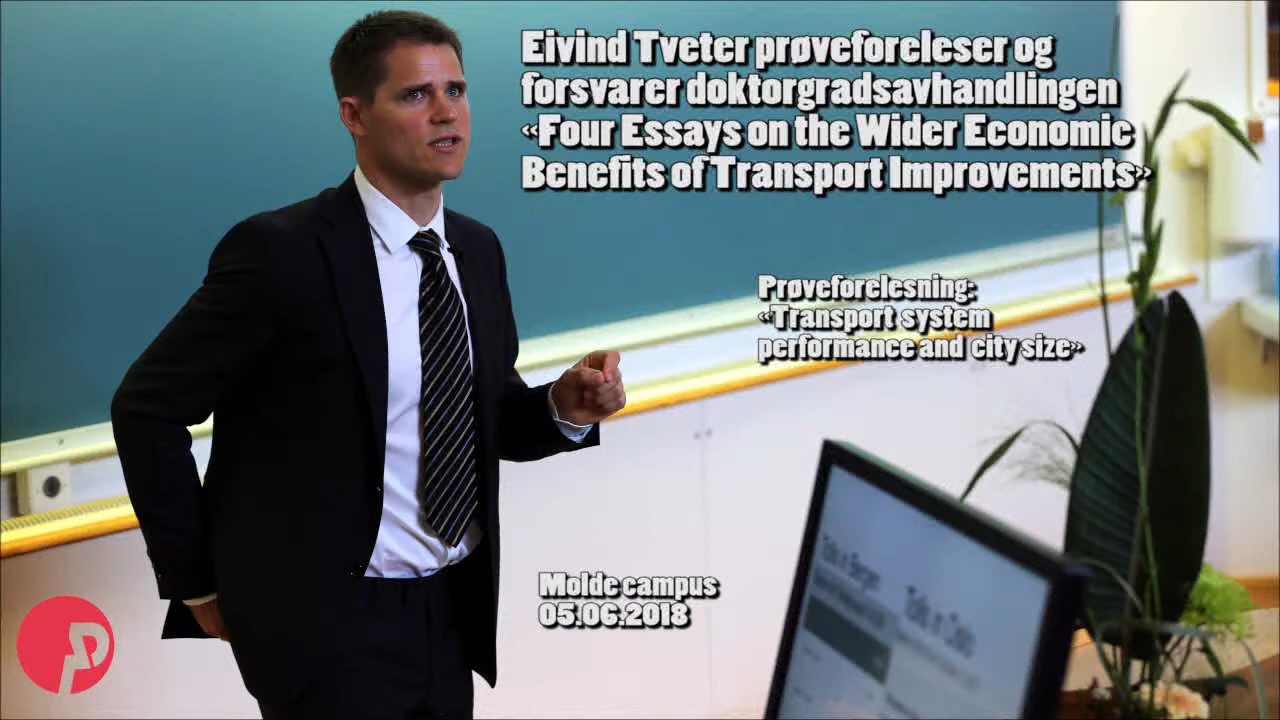 Eivind Tveter prøveforeleser og
forsvarer doktorgradsavhandlingen
«Four Essays on the Wider Economic
Benefits of Transport Improvements»
Prøveforelesning:
«Transport system
performance and city size»
Molde campus
05.06.2018